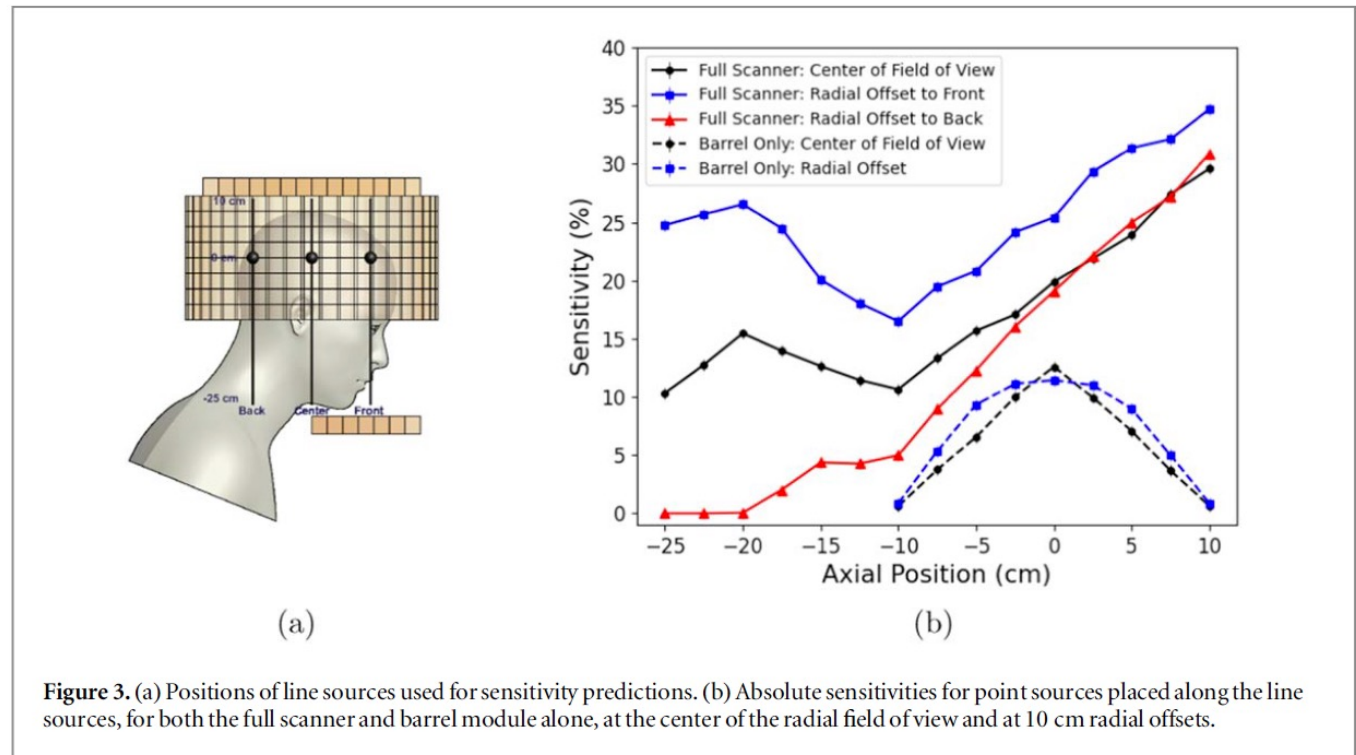 10 cm
0 cm
-25 cm
Back
Center
Front
(a)
Sensitivity (%)
40
35
30
25
20
15
10
5
0
Full Scanner: Center of Field of View
Full Scanner: Radial Offset to Front
Full Scanner: Radial Offset to Back
Barrel Only: Center of Field of View
Barrel Only: Radial Offset
−25 −20 −15 −10 −5 0 5 10
Axial Position (cm)
(b)
Figure 3. (a) Positions of line sources used for sensitivity predictions. (b) Absolute sensitivities for point sources placed along the line
sources, for both the full scanner and barrel module alone, at the center of the radial field of view and at 10 cm radial offsets.